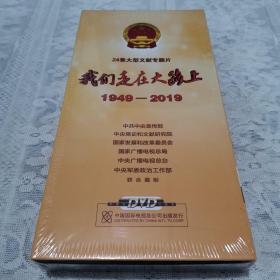 24集大型文献专题片
我们走在大路上
1949—2019
中共中央宣传部
中央党史和文献研究院
国家发展和改革委员会
国家广播电视总局
中央广播电视总台
中央军委政治工作部
联合摄制
DVD
中国国际电视总公司出版发行